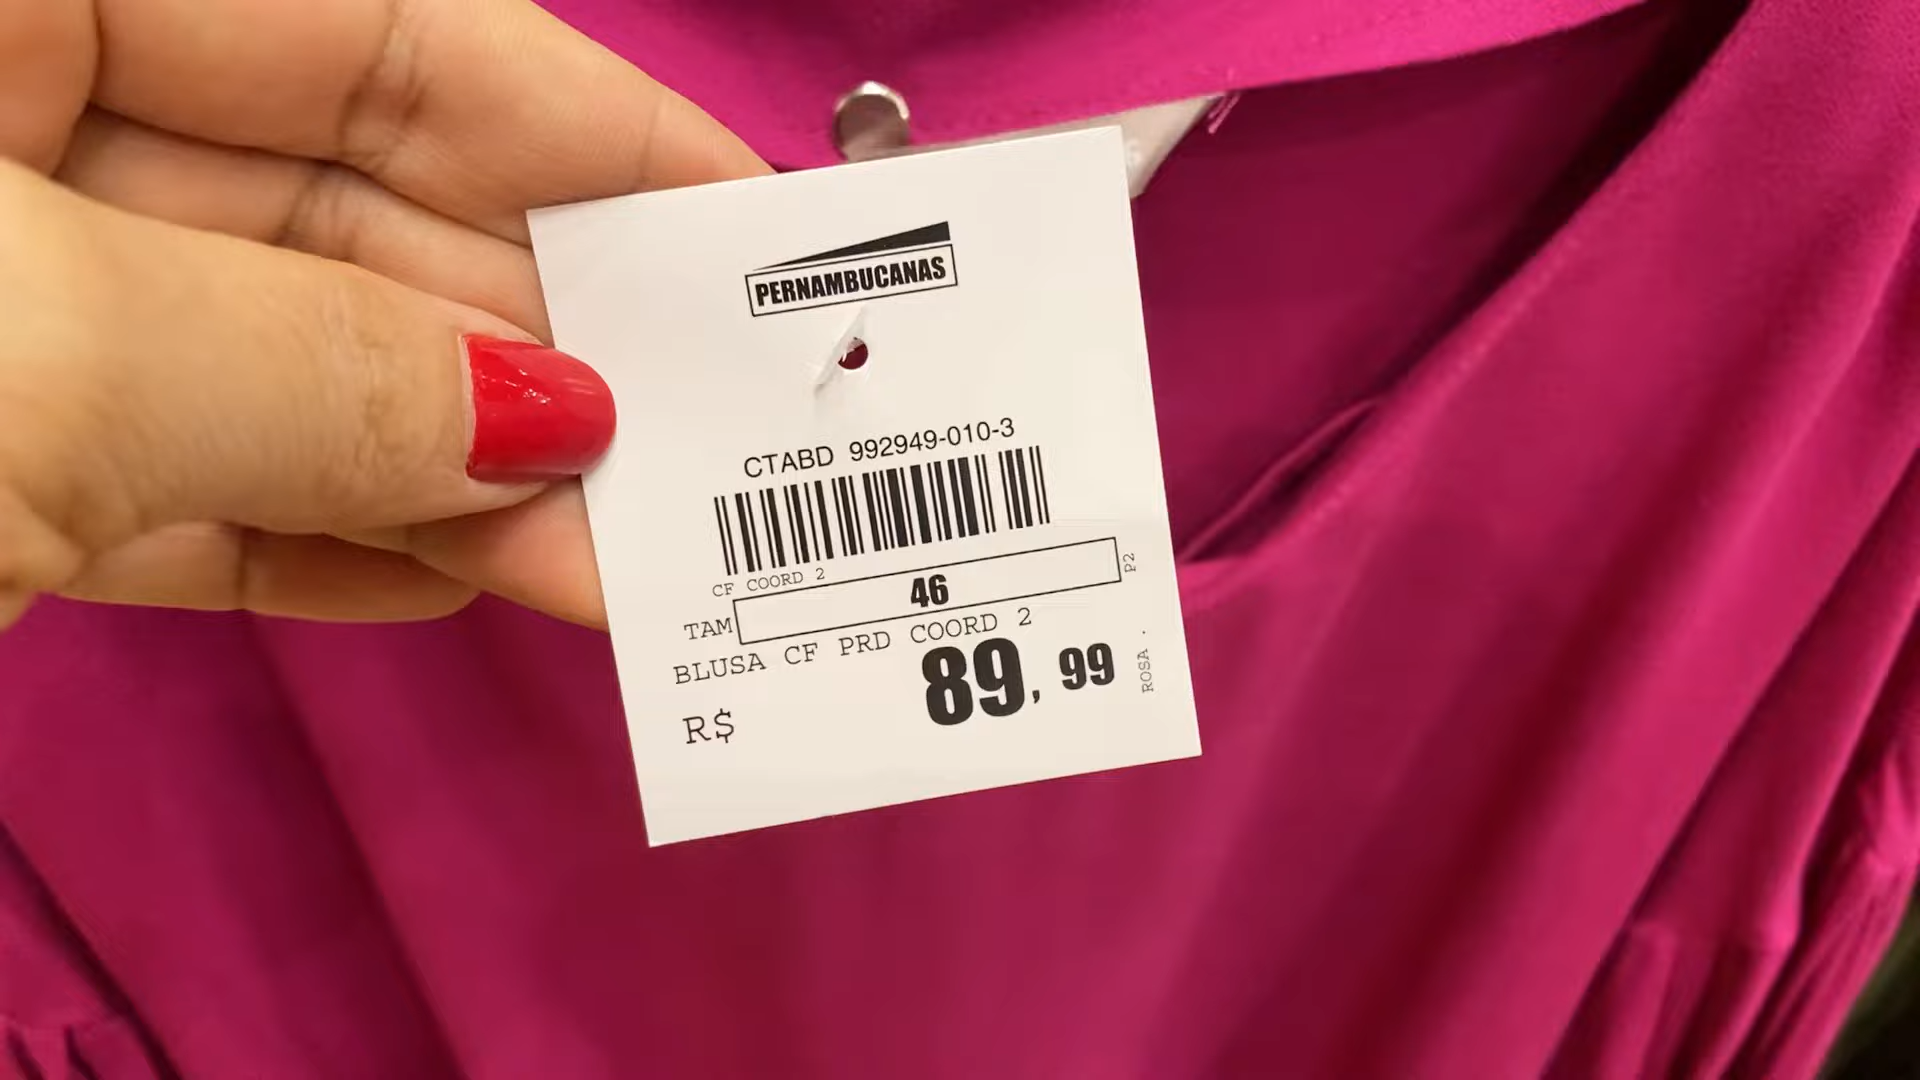 PERNAMBUCANAS
CTABD 992949-010-3
CF COORD 2
TAM 46
P2
BLUSA CF PRD COORD 2
R$ 89,99
ROSA .